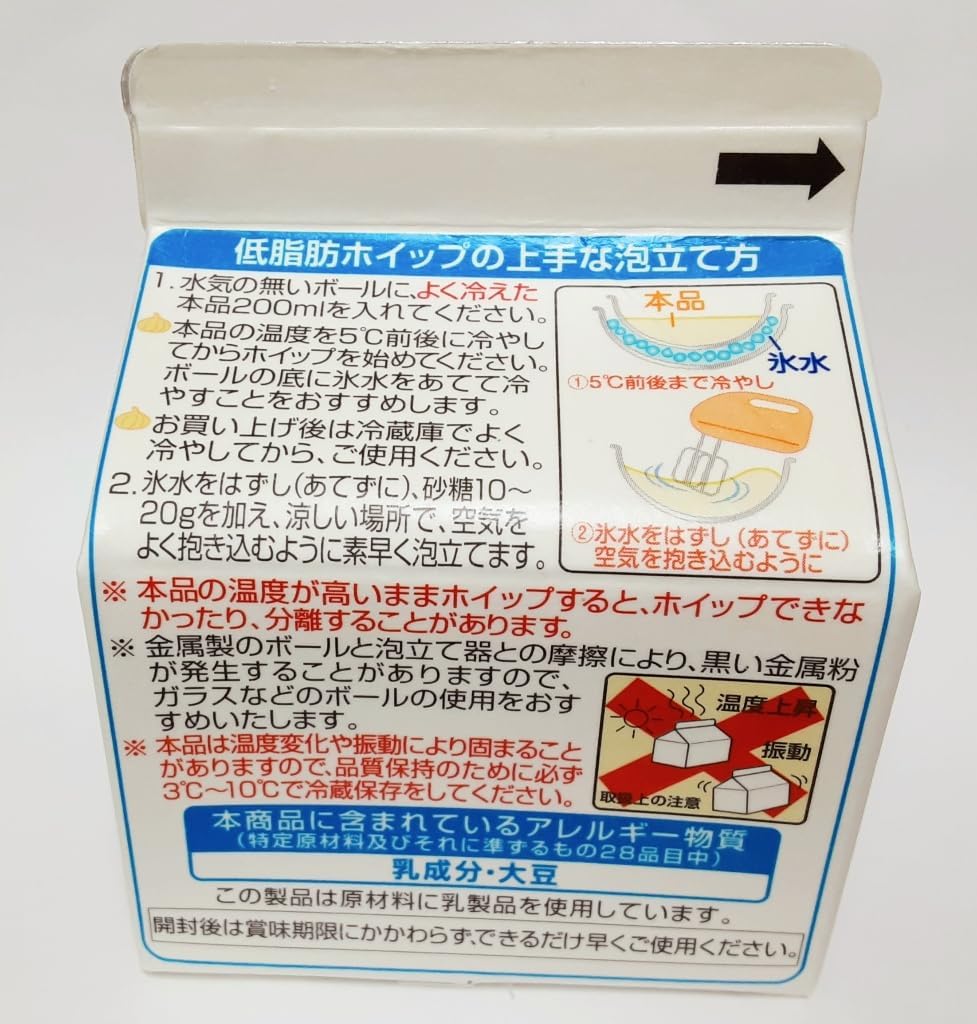 低脂肪ホイップの上手な泡立て方
1. 水気の無いボールに、よく冷えた
本品200mlを入れてください。
本品の温度を5℃前後に冷やし
てからホイップを始めてください。
ボールの底に氷水をあてて冷
やすことをおすすめします。
お買い上げ後は冷蔵庫でよく
冷やしてから、ご使用ください。
2. 氷水をはずし(あてずに)、砂糖10〜
20gを加え、涼しい場所で、空気を
よく抱き込むように素早く泡立てます。
本品
氷水
①5℃前後まで冷やし
②氷水をはずし(あてずに)
空気を抱き込むように
※ 本品の温度が高いままホイップすると、ホイップできな
かったり、分離することがあります。
※ 金属製のボールと泡立て器との摩擦により、黒い金属粉
が発生することがありますので、
ガラスなどのボールの使用をおす
すめいたします。
※ 本品は温度変化や振動により固まること
がありますので、品質保持のために必ず
3℃〜10℃で冷蔵保存をしてください。
温度上昇
振動
取扱上の注意
本商品に含まれているアレルギー物質
(特定原材料及びそれに準ずるもの28品目中)
乳成分・大豆
この製品は原材料に乳製品を使用しています。
開封後は賞味期限にかかわらず、できるだけ早くご使用ください。